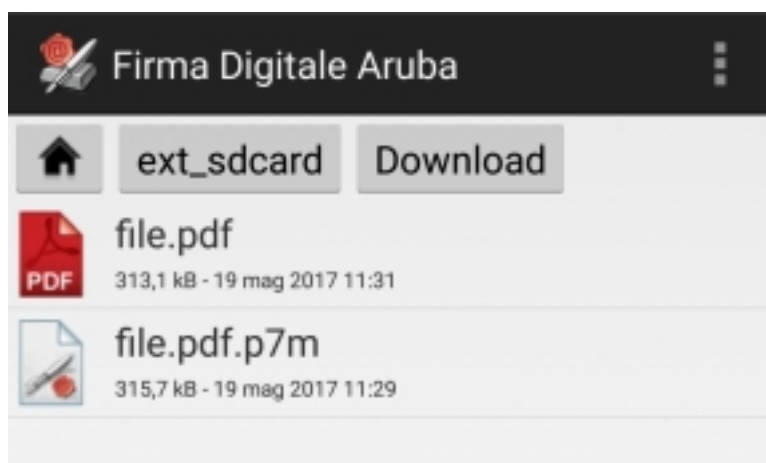 Firma Digitale Aruba
ext_sdcard Download
file.pdf
PDF
313,1 kB - 19 mag 2017 11:31
file.pdf.p7m
315,7 kB - 19 mag 2017 11:29